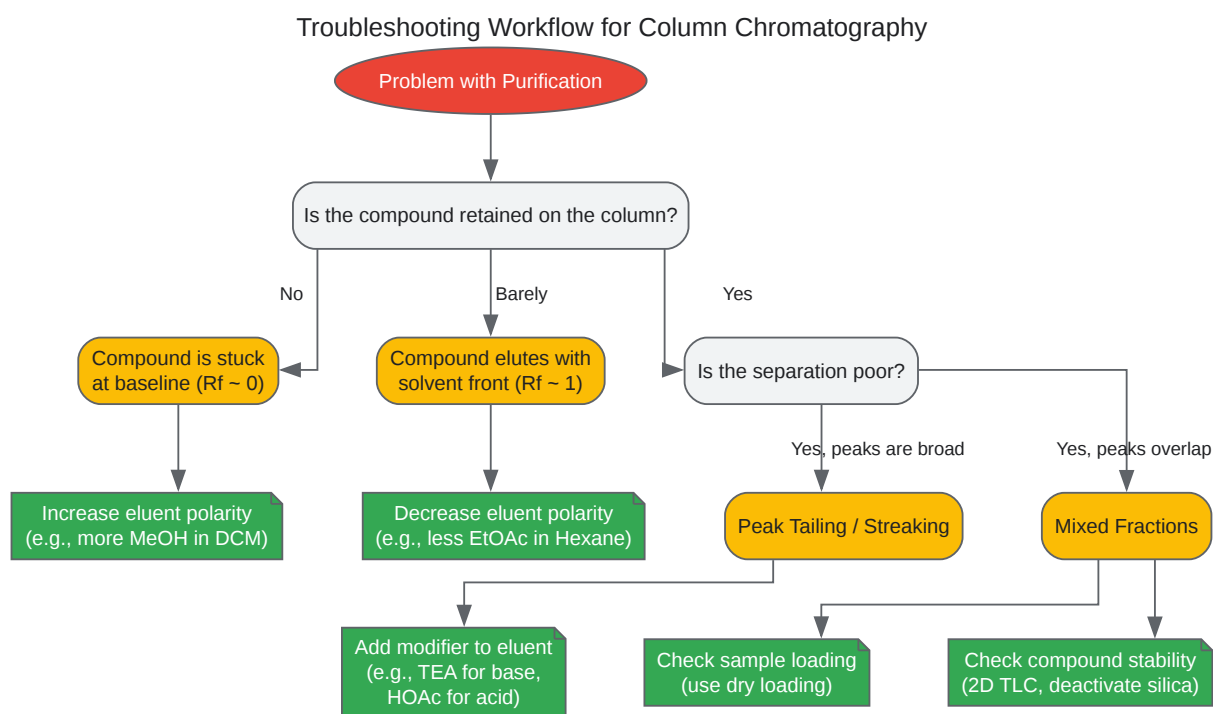 Troubleshooting Workflow for Column Chromatography
Problem with Purification
Is the compound retained on the column?
No
Barely
Yes
Compound is stuck
at baseline (Rf ~ 0)
Compound elutes with
solvent front (Rf ~ 1)
Is the separation poor?
Yes, peaks are broad
Yes, peaks overlap
Increase eluent polarity
(e.g., more MeOH in DCM)
Decrease eluent polarity
(e.g., less EtOAc in Hexane)
Peak Tailing / Streaking
Mixed Fractions
Add modifier to eluent
(e.g., TEA for base,
HOAc for acid)
Check sample loading
(use dry loading)
Check compound stability
(2D TLC, deactivate silica)